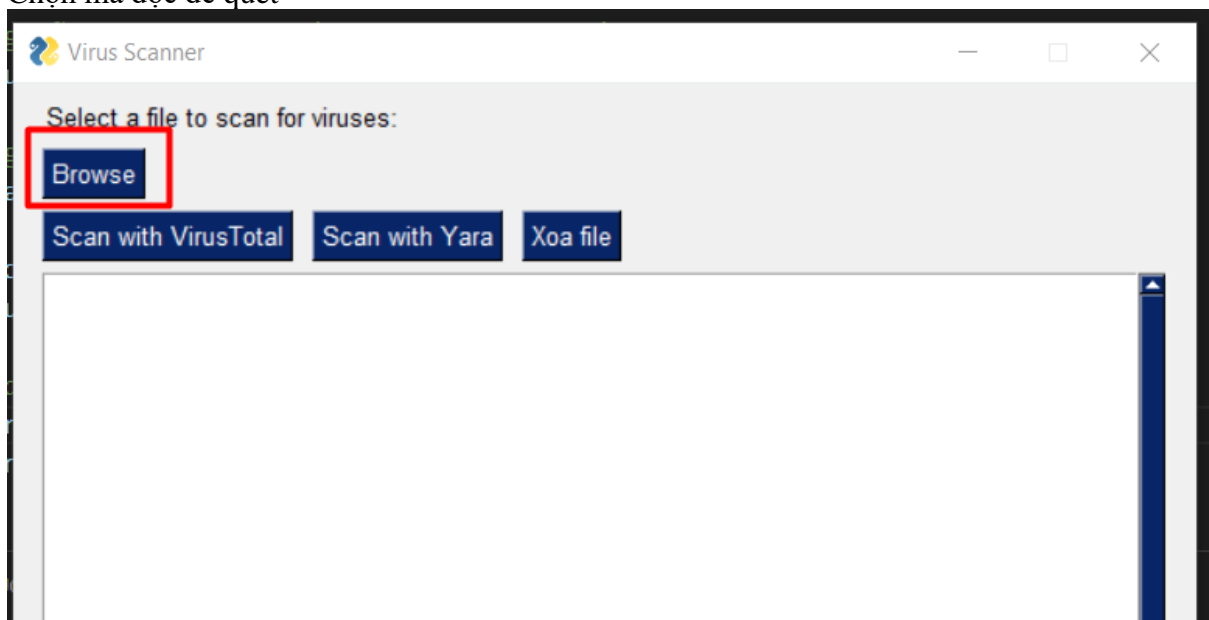 Chọn mã độc để quét
Virus Scanner
Select a file to scan for viruses:
Browse
Scan with VirusTotal Scan with Yara Xoa file